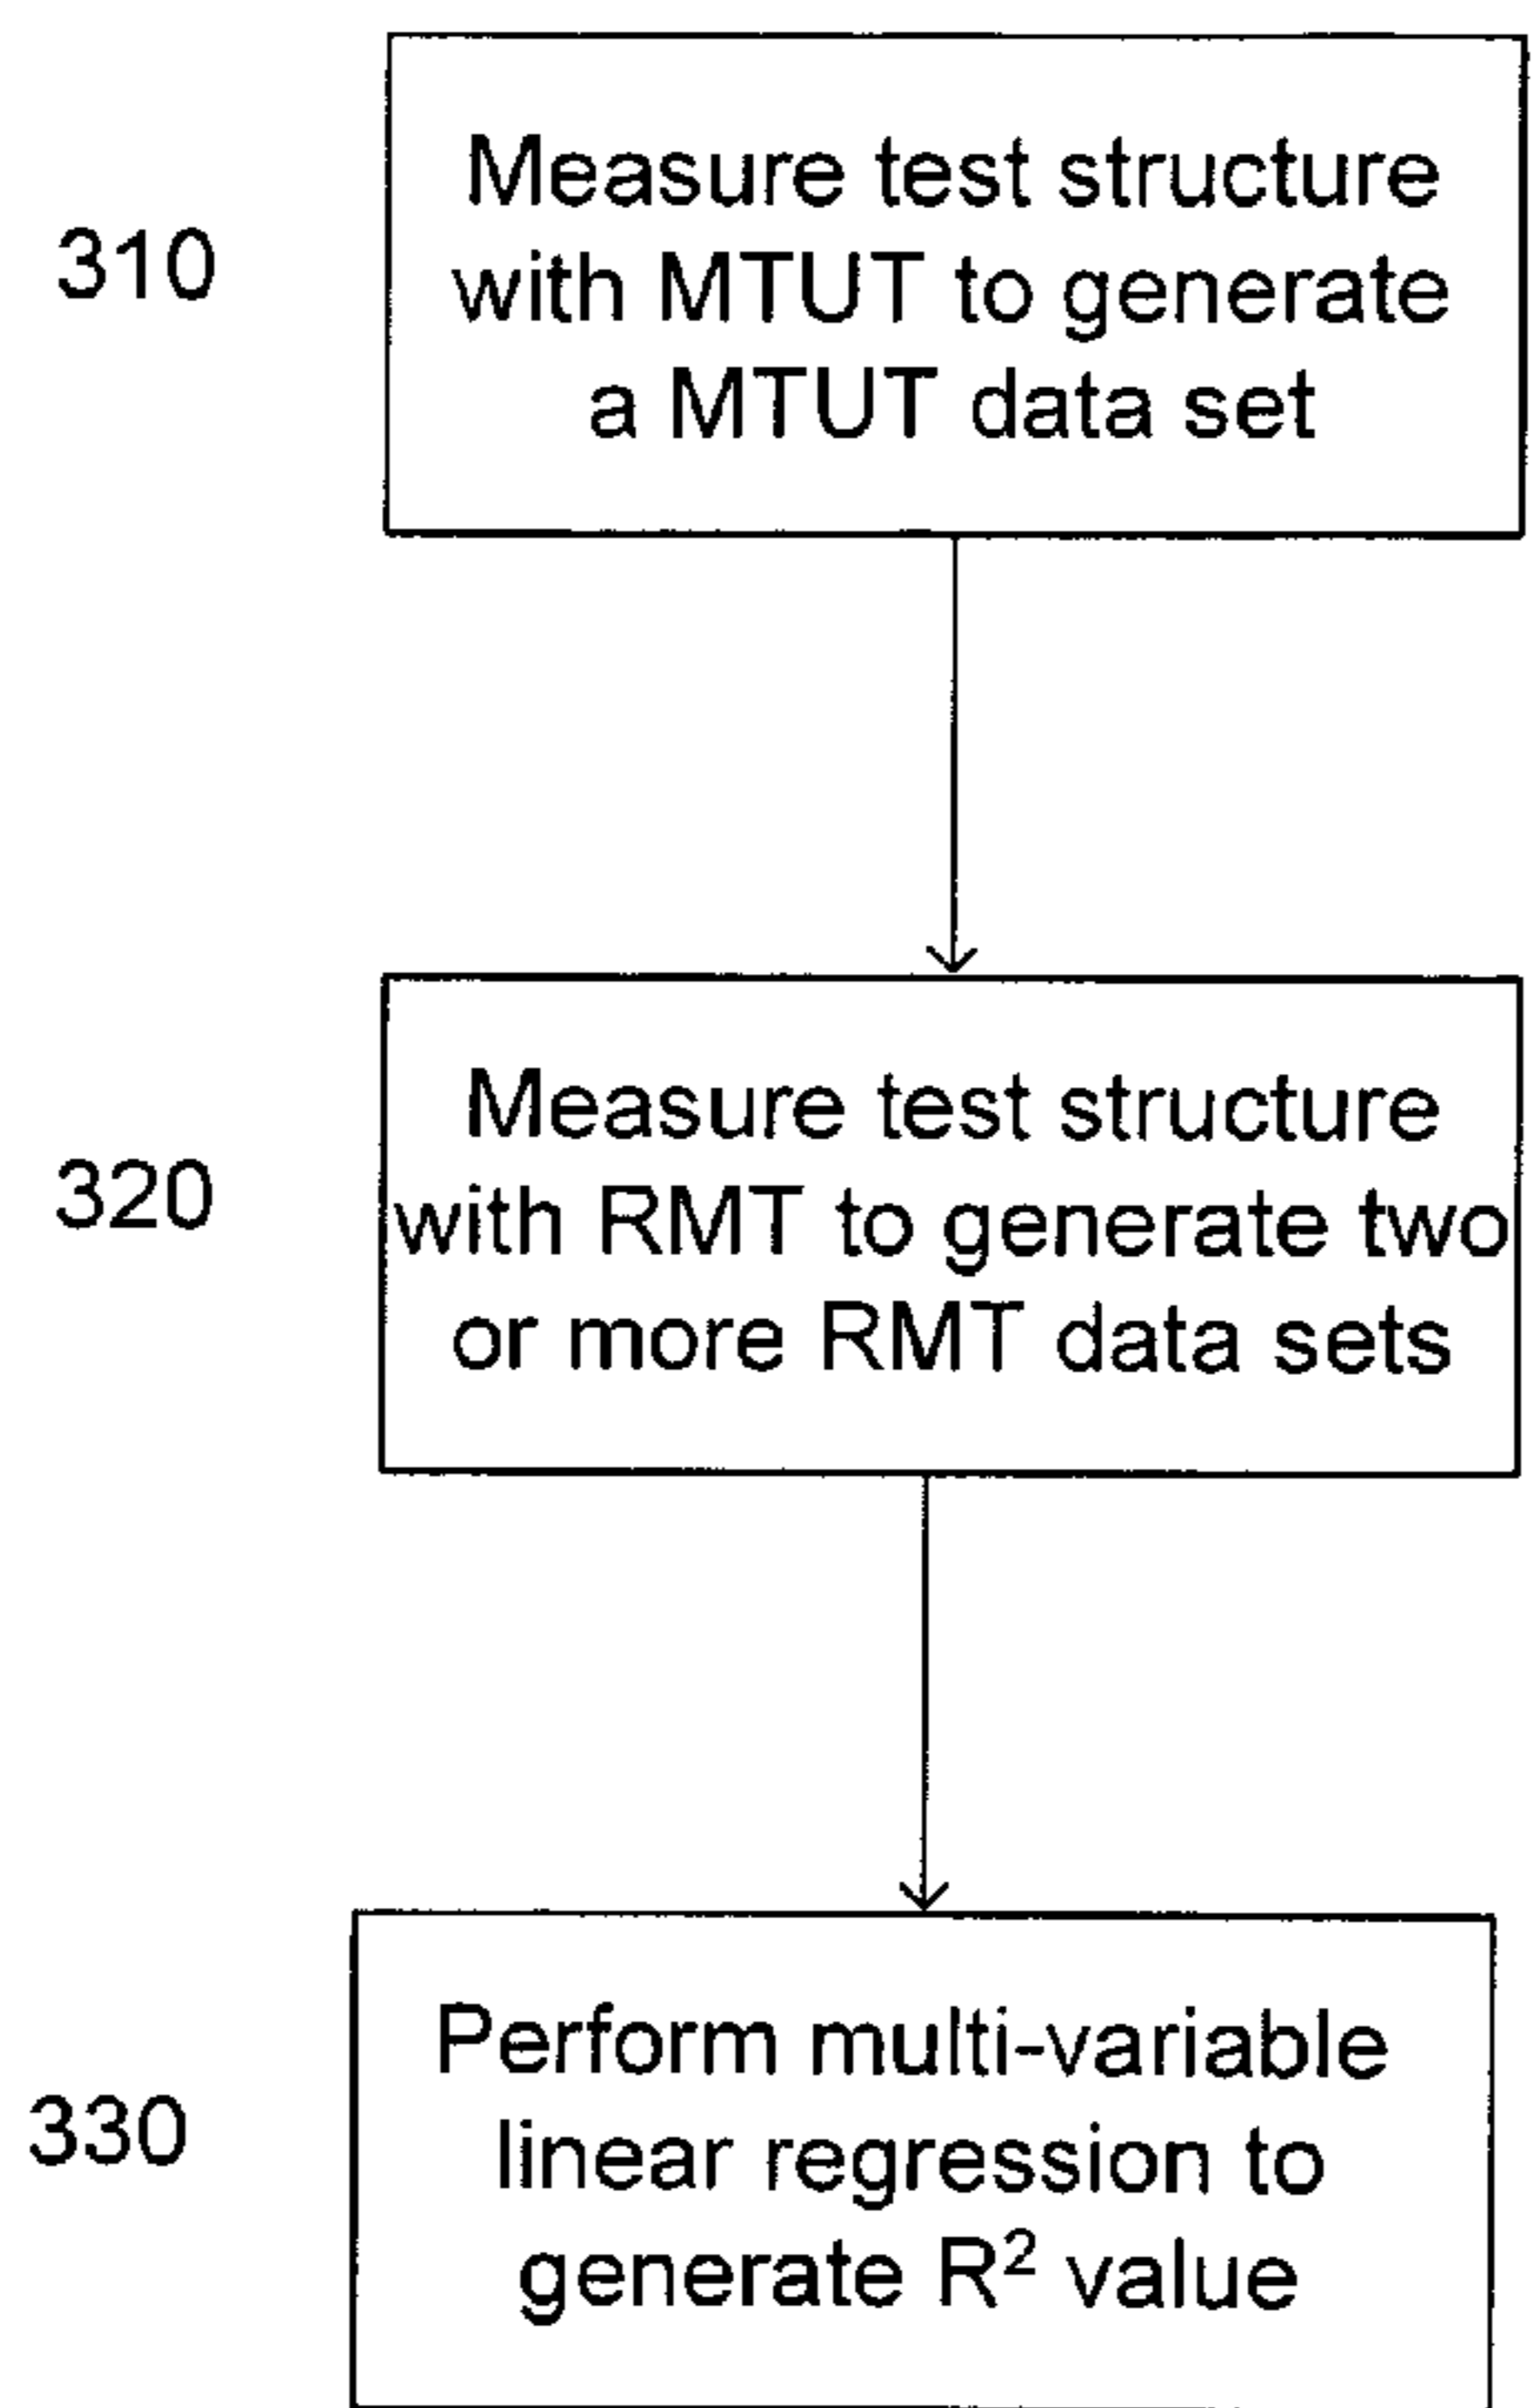 310
Measure test structure
with MTUT to generate
a MTUT data set
320
Measure test structure
with RMT to generate two
or more RMT data sets
330
Perform multi-variable
linear regression to
generate R² value